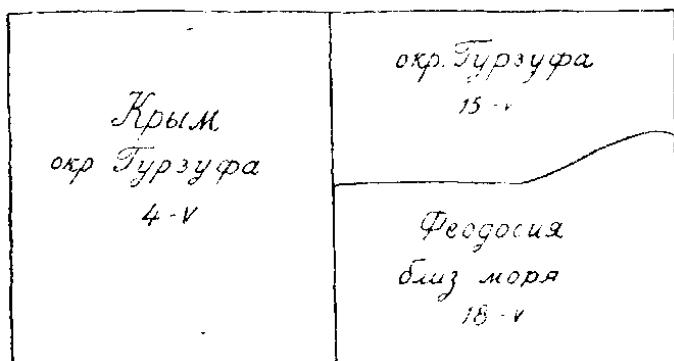 Крым
окр Гурзуфа
4-V
окр. Гурзуфа
15-V
Феодосия
близ моря
18-V